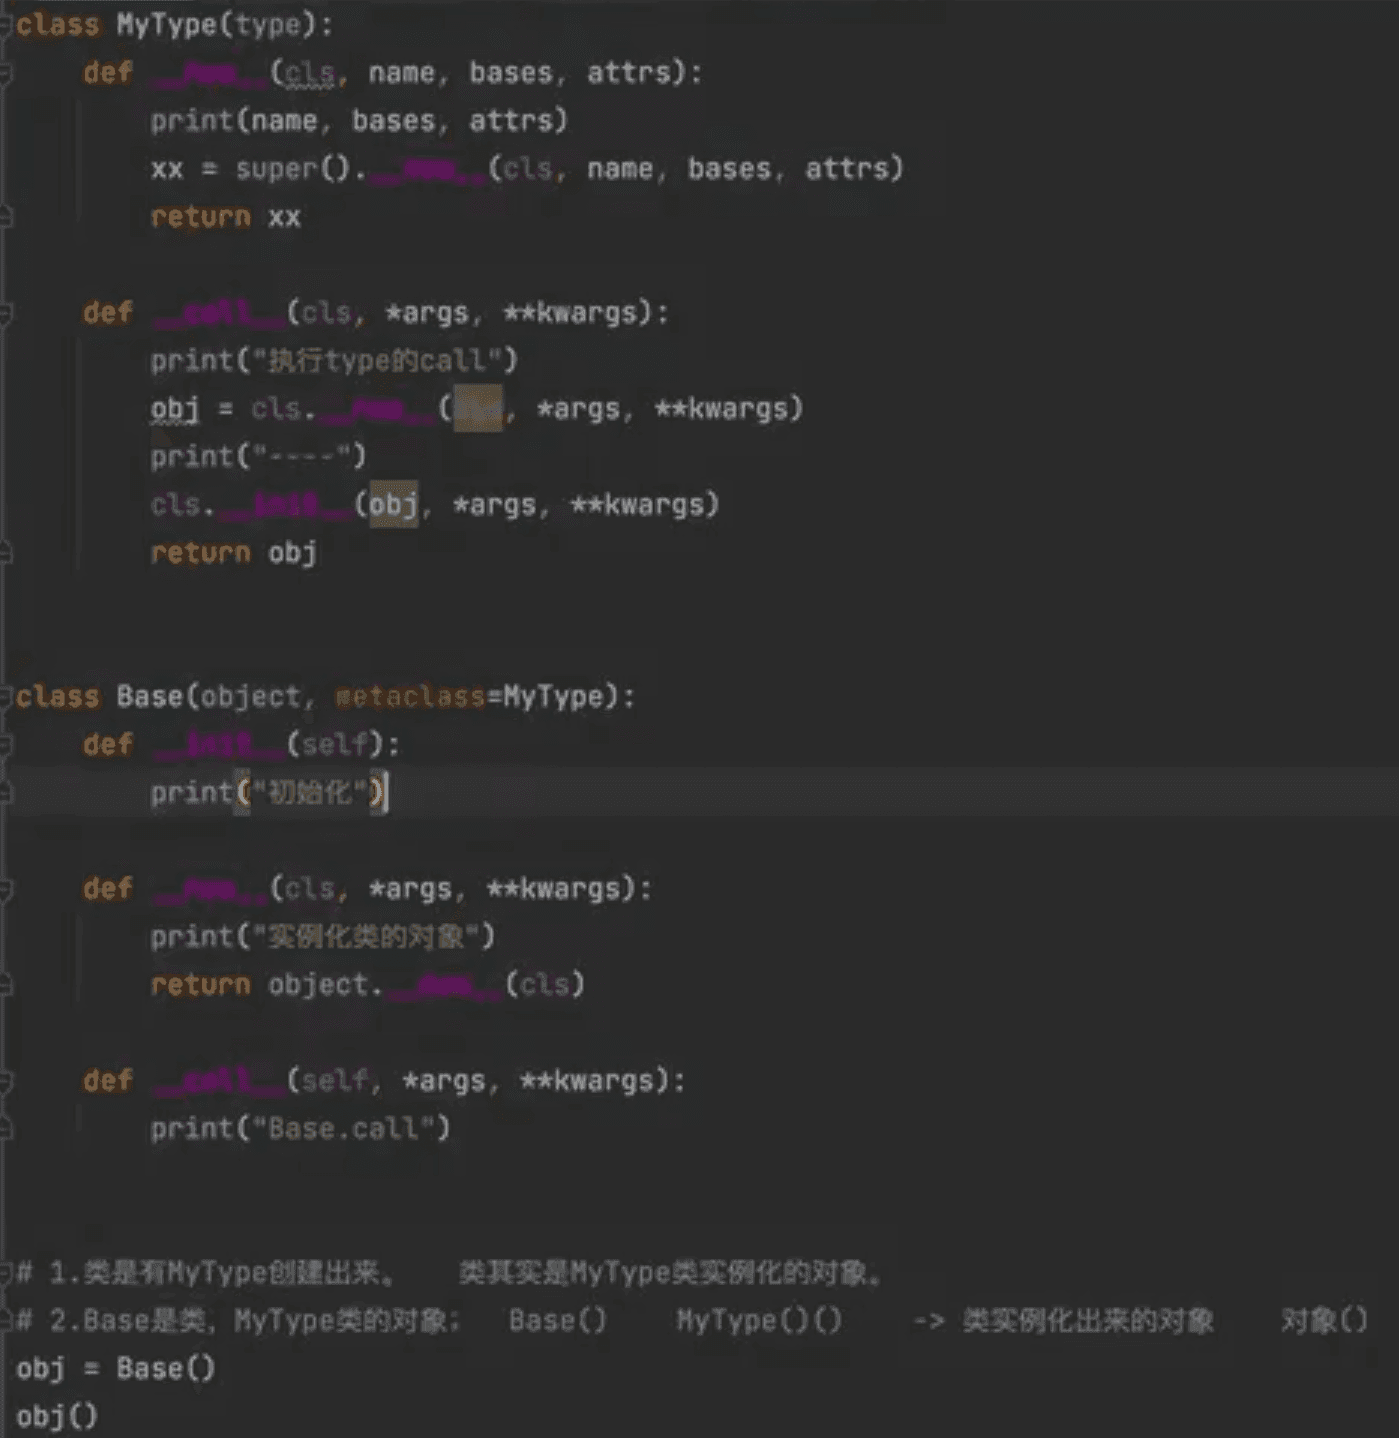 class MyType(type):
def __new__(cls, name, bases, attrs):
print(name, bases, attrs)
xx = super().__new__(cls, name, bases, attrs)
return xx
def __call__(cls, *args, **kwargs):
print("执行type的call")
obj = cls.__new__(cls, *args, **kwargs)
print("----")
cls.__init__(obj, *args, **kwargs)
return obj
class Base(object, metaclass=MyType):
def __init__(self):
print("初始化")
def __new__(cls, *args, **kwargs):
print("实例化类的对象")
return object.__new__(cls)
def __call__(self, *args, **kwargs):
print("Base.call")
# 1.类是有MyType创建出来。 类其实是MyType类实例化的对象。
# 2.Base是类，MyType类的对象； Base() MyType()() -> 类实例化出来的对象 对象()
obj = Base()
obj()